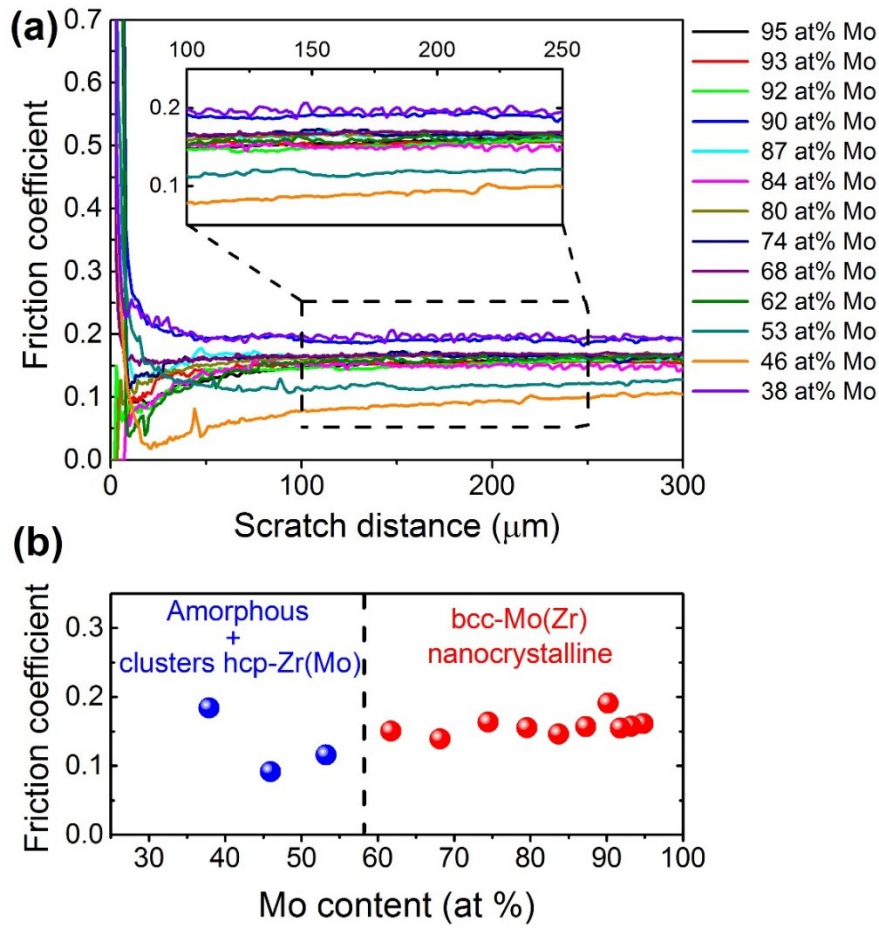 (a)
0.7
0.6
0.5
0.4
0.3
0.2
0.1
0.0
Friction coefficient
100 150 200 250
0.2
0.1
0 100 200 300
Scratch distance (μm)
95 at% Mo
93 at% Mo
92 at% Mo
90 at% Mo
87 at% Mo
84 at% Mo
80 at% Mo
74 at% Mo
68 at% Mo
62 at% Mo
53 at% Mo
46 at% Mo
38 at% Mo
(b)
0.3
0.2
0.1
0.0
Friction coefficient
Amorphous
+
clusters hcp-Zr(Mo)
bcc-Mo(Zr)
nanocrystalline
30 40 50 60 70 80 90 100
Mo content (at %)